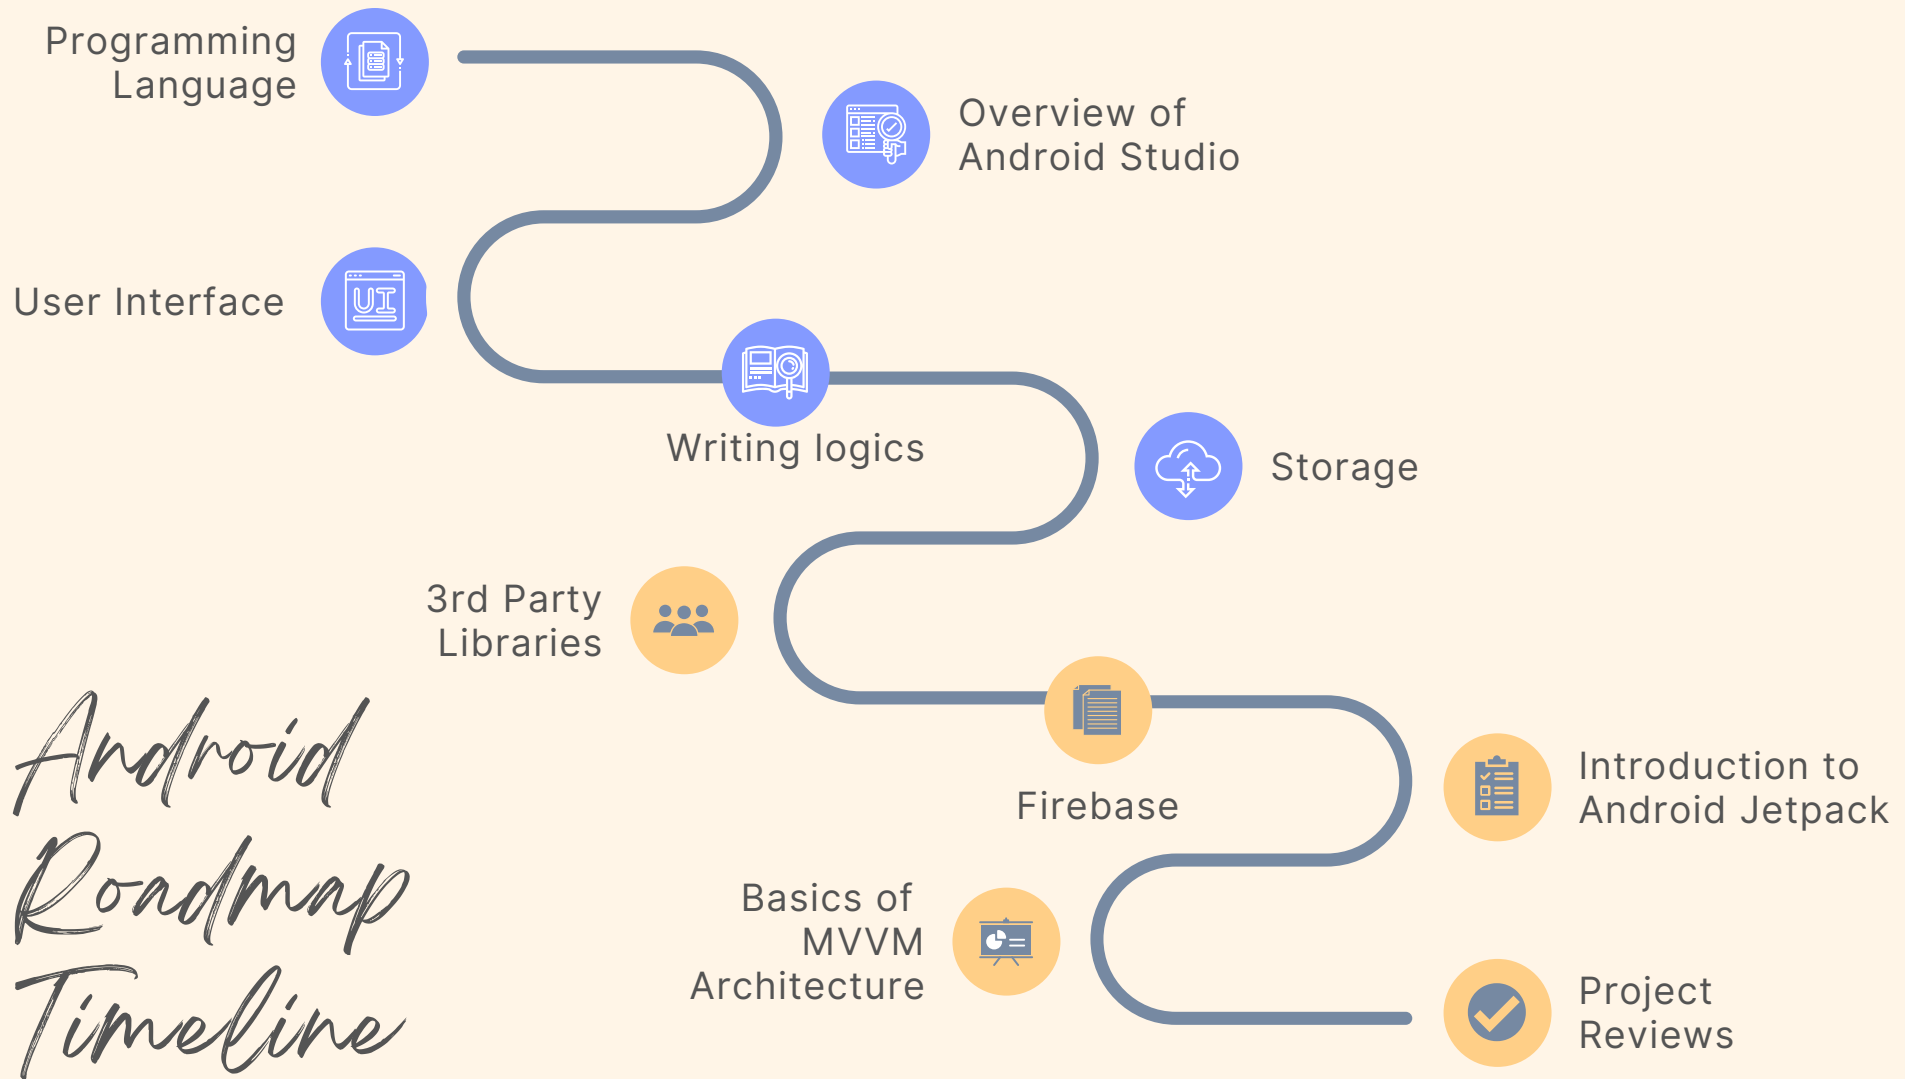 Programming
Language
Overview of
Android Studio
User Interface
UI
Writing logics
Storage
3rd Party
Libraries
Firebase
Introduction to
Android Jetpack
Basics of
MVVM
Architecture
Project
Reviews
Android
Roadmap
Timeline